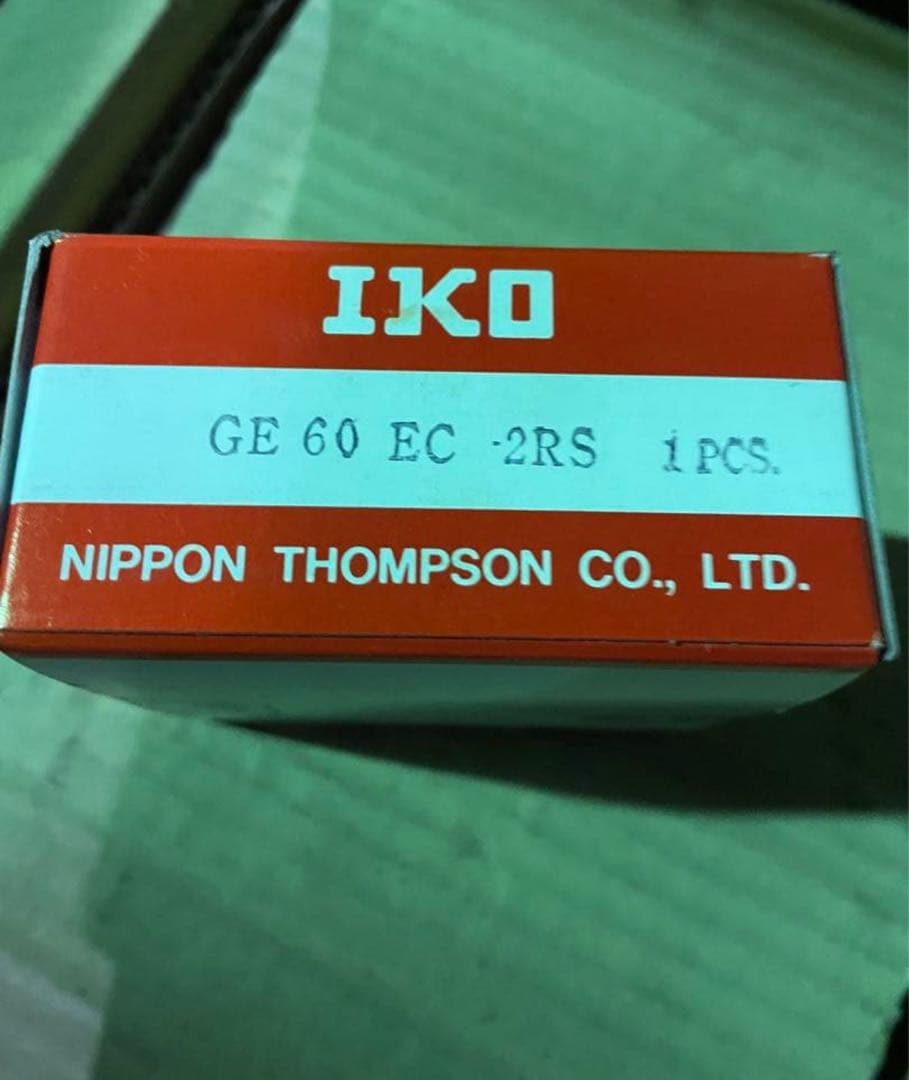 IKO
GE 60 EC -2RS 1 PCS.
NIPPON THOMPSON CO., LTD.